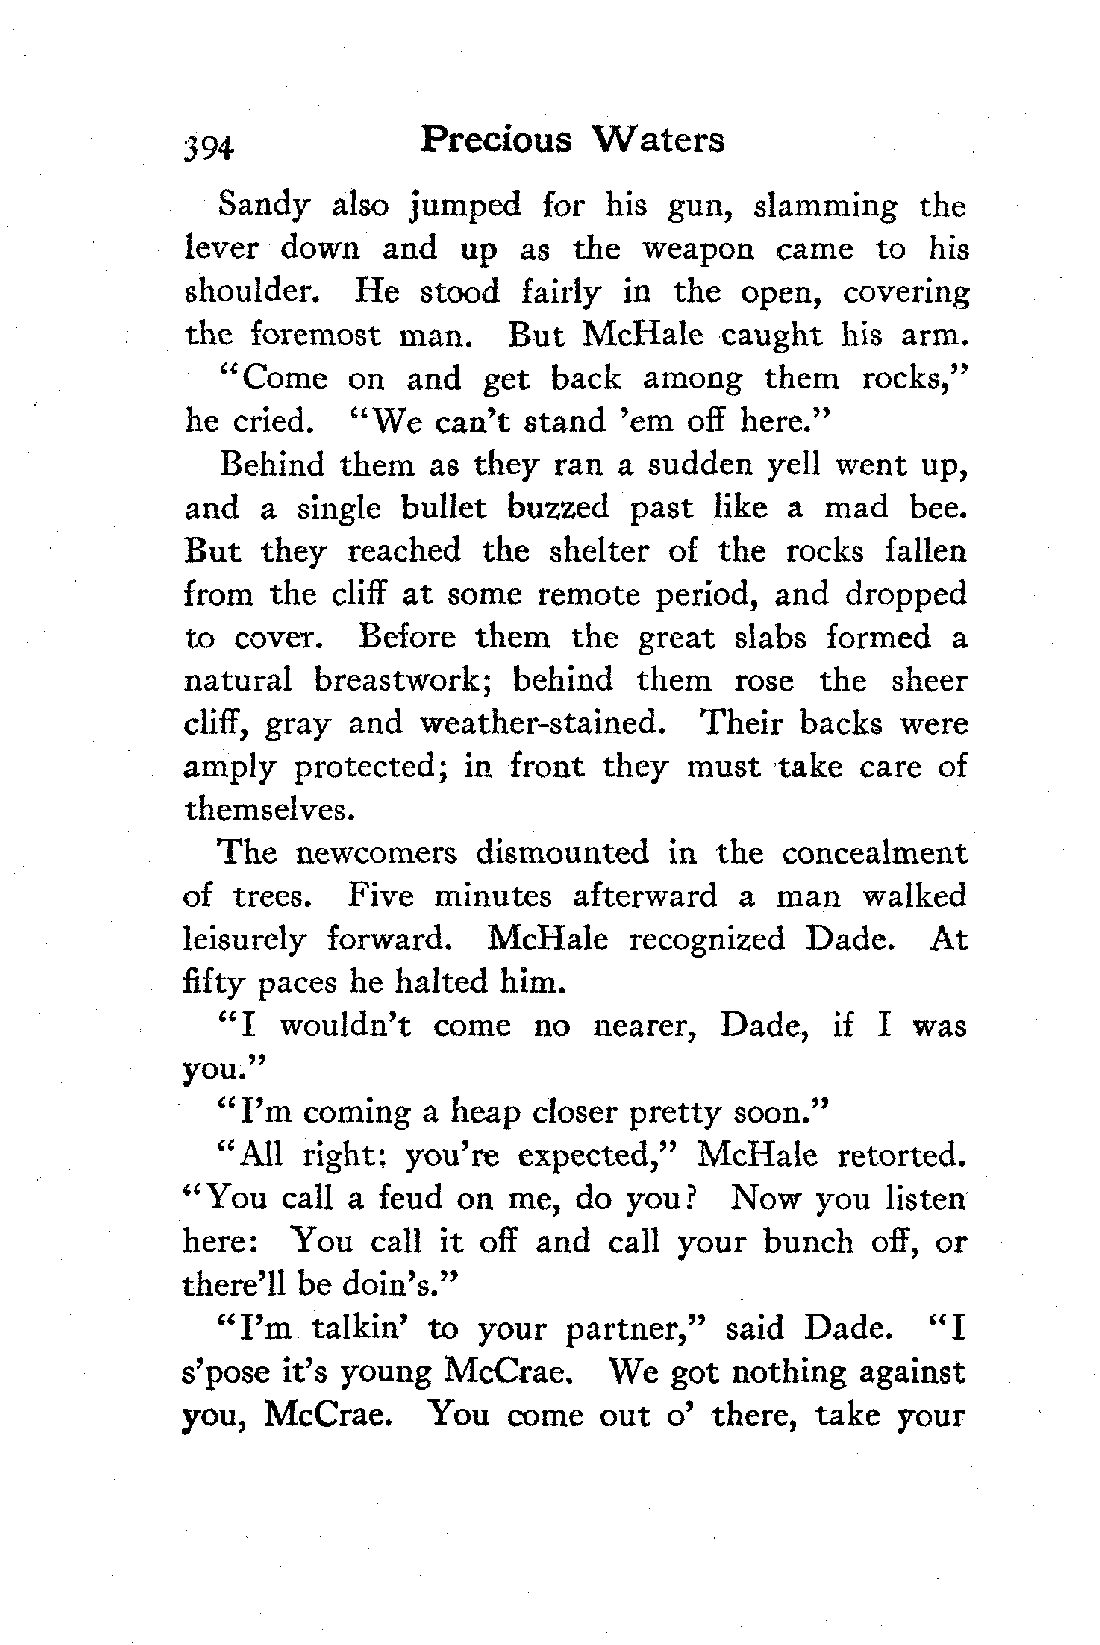 394 Precious Waters
Sandy also jumped for his gun, slamming the
lever down and up as the weapon came to his
shoulder. He stood fairly in the open, covering
the foremost man. But McHale caught his arm.
“Come on and get back among them rocks,”
he cried. “We can’t stand ’em off here.”
Behind them as they ran a sudden yell went up,
and a single bullet buzzed past like a mad bee.
But they reached the shelter of the rocks fallen
from the cliff at some remote period, and dropped
to cover. Before them the great slabs formed a
natural breastwork; behind them rose the sheer
cliff, gray and weather-stained. Their backs were
amply protected; in front they must take care of
themselves.
The newcomers dismounted in the concealment
of trees. Five minutes afterward a man walked
leisurely forward. McHale recognized Dade. At
fifty paces he halted him.
“I wouldn’t come no nearer, Dade, if I was
you.”
“I’m coming a heap closer pretty soon.”
“All right; you’re expected,” McHale retorted.
“You call a feud on me, do you? Now you listen
here: You call it off and call your bunch off, or
there’ll be doin’s.”
“I’m talkin’ to your partner,” said Dade. “I
s’pose it’s young McCrae. We got nothing against
you, McCrae. You come out o’ there, take your